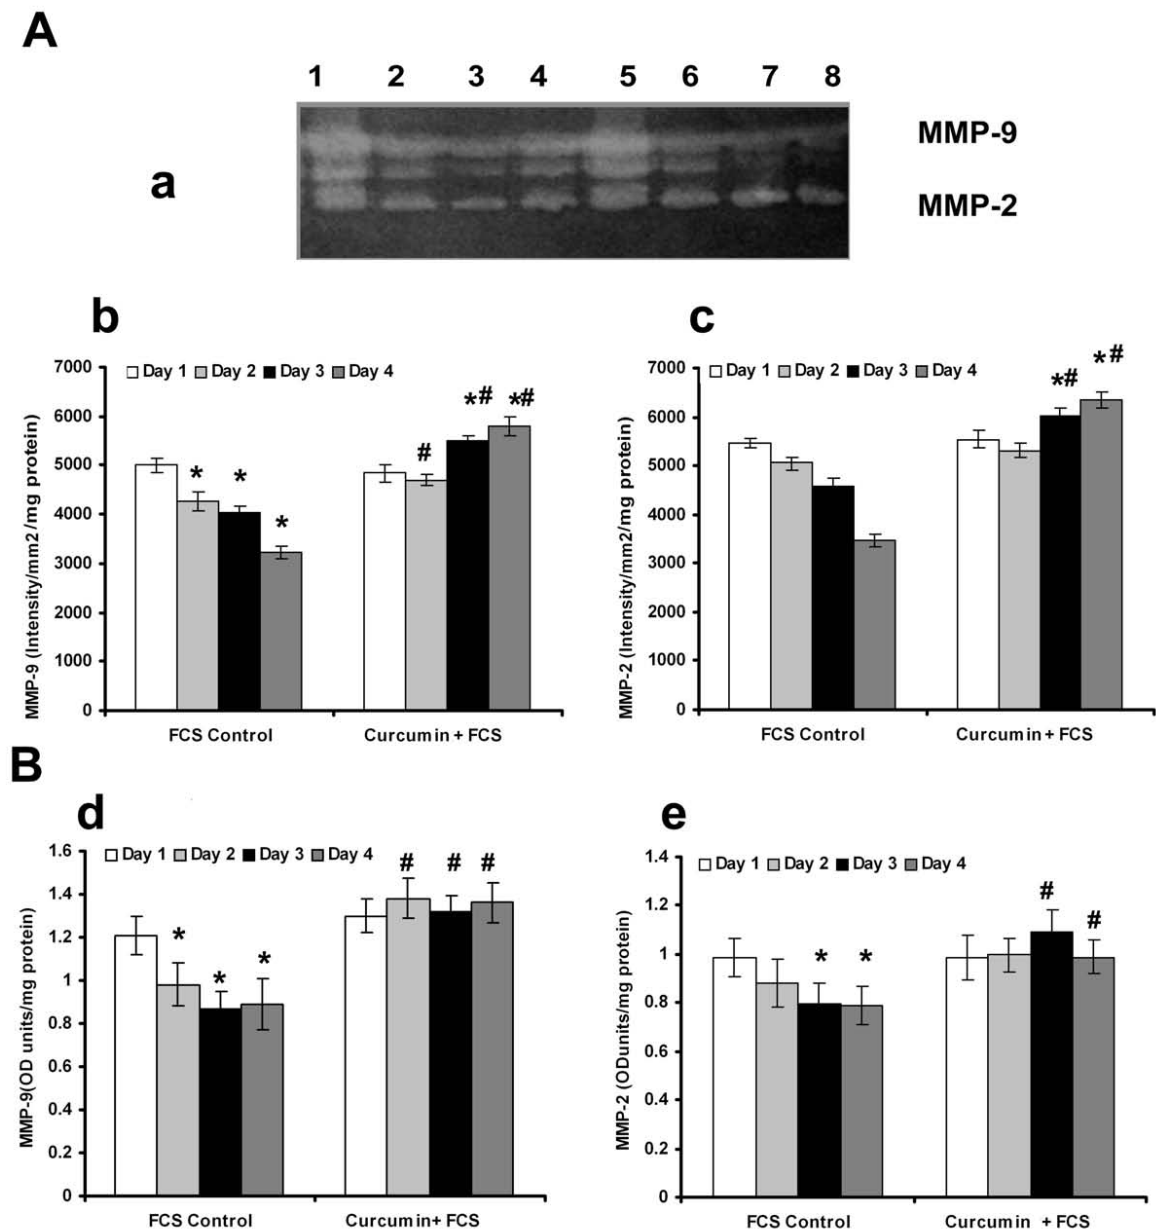 A
1 2 3 4 5 6 7 8
a
MMP-9
MMP-2
b
7000
6000
5000
4000
3000
2000
1000
0
MMP-9 (Intensity/mm2/mg protein)
Day 1 Day 2 Day 3 Day 4
* * * # *# *#
FCS Control Curcumin + FCS
c
7000
6000
5000
4000
3000
2000
1000
0
MMP-2 (Intensity/mm2/mg protein)
Day 1 Day 2 Day 3 Day 4
*# *#
FCS Control Curcumin + FCS
B
d
1.6
1.4
1.2
1
0.8
0.6
0.4
0.2
0
MMP-9(OD units/mg protein)
Day 1 Day 2 Day 3 Day 4
* * * # # #
FCS Control Curcumin+ FCS
e
1.4
1.2
1
0.8
0.6
0.4
0.2
0
MMP-2 (ODunits/mg protein)
Day 1 Day 2 Day 3 Day 4
* * # #
FCS Control Curcumin + FCS